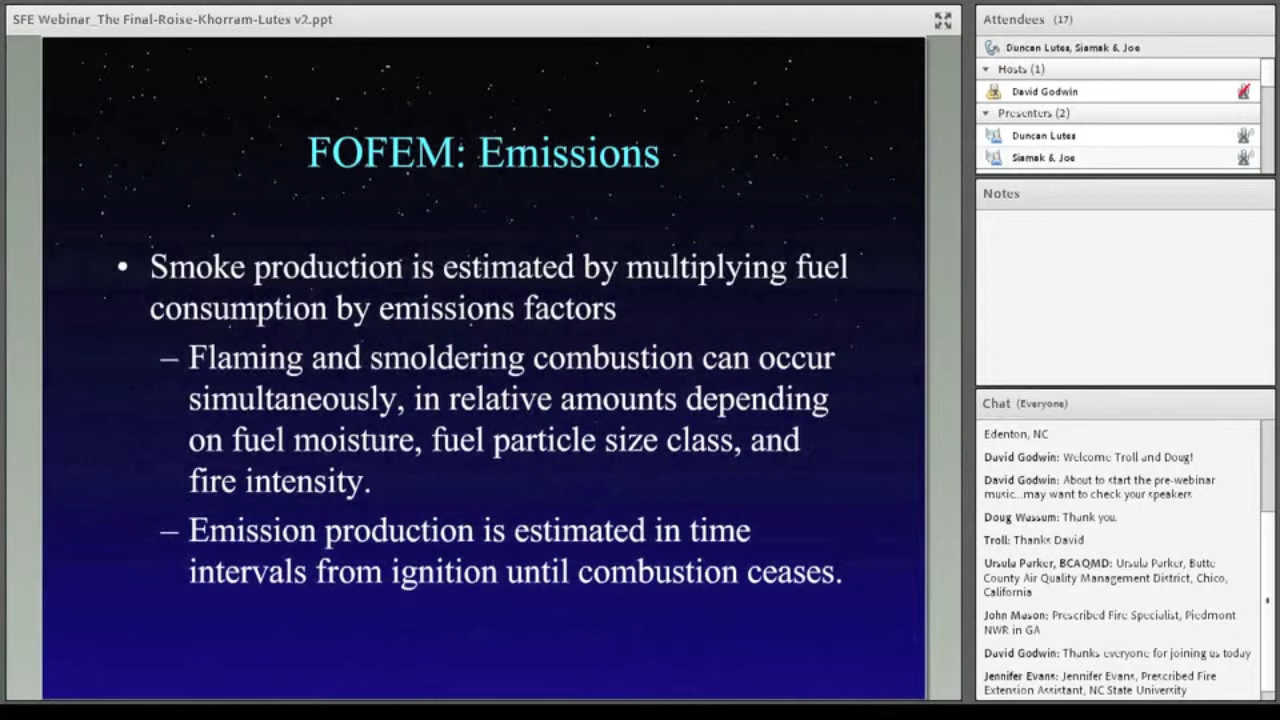 SFE Webinar_The Final-Roise-Khorram-Lutes v2.ppt
FOFEM: Emissions
• Smoke production is estimated by multiplying fuel
consumption by emissions factors
– Flaming and smoldering combustion can occur
simultaneously, in relative amounts depending
on fuel moisture, fuel particle size class, and
fire intensity.
– Emission production is estimated in time
intervals from ignition until combustion ceases.
Attendees (17)
Duncan Lutes, Siamak & Joe
Hosts (1)
David Godwin
Presenters (2)
Duncan Lutes
Siamak & Joe
Notes
Chat (Everyone)
Edenton, NC
David Godwin: Welcome Troll and Doug!
David Godwin: About to start the pre-webinar
music...may want to check your speakers
Doug Wassum: Thank you.
Troll: Thanks David
Ursula Parker, BCAQMD: Ursula Parker, Butte
County Air Quality Management District, Chico,
California
John Mason: Prescribed Fire Specialist, Piedmont
NWR in GA
David Godwin: Thanks everyone for joining us today
Jennifer Evans: Jennifer Evans, Prescribed Fire
Extension Assistant, NC State University